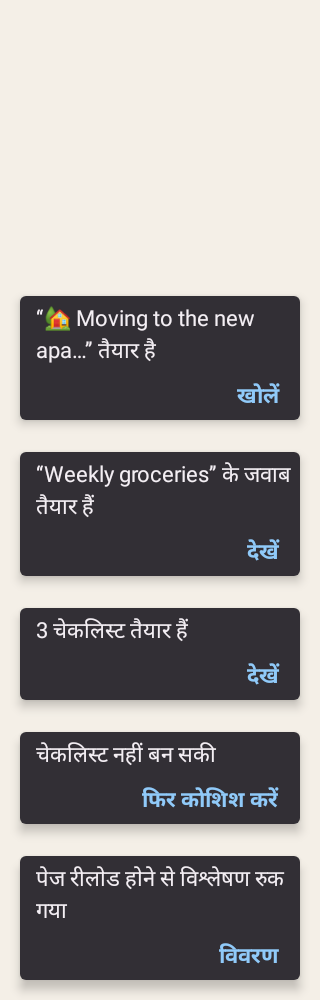 “🏡 Moving to the new
apa…” तैयार है
खोलें
“Weekly groceries” के जवाब
तैयार हैं
देखें
3 चेकलिस्ट तैयार हैं
देखें
चेकलिस्ट नहीं बन सकी
फिर कोशिश करें
पेज रीलोड होने से विश्लेषण रुक
गया
विवरण